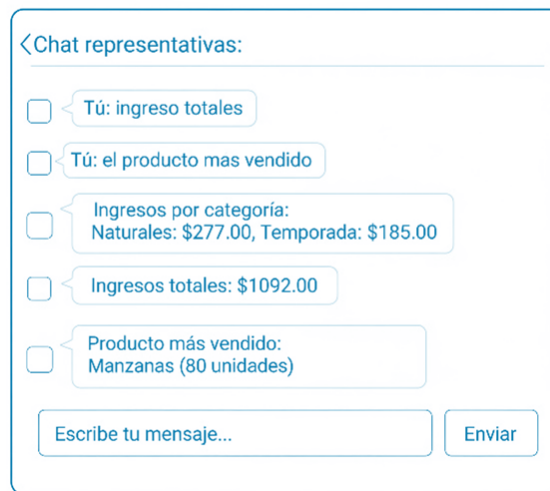 Chat representativas:
Tú: ingreso totales
Tú: el producto mas vendido
Ingresos por categoría:
Naturales: $277.00, Temporada: $185.00
Ingresos totales: $1092.00
Producto más vendido:
Manzanas (80 unidades)
Escribe tu mensaje... Enviar